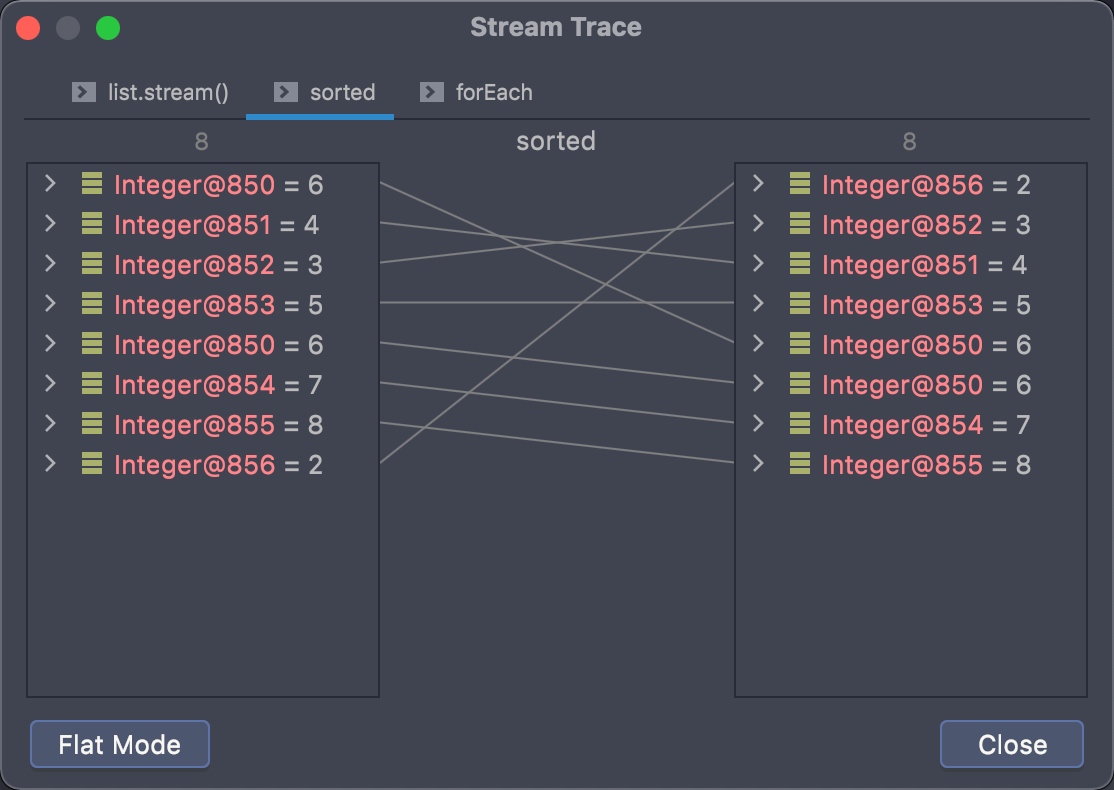 Stream Trace
list.stream() sorted forEach
8 sorted 8
Integer@850 = 6 Integer@856 = 2
Integer@851 = 4 Integer@852 = 3
Integer@852 = 3 Integer@851 = 4
Integer@853 = 5 Integer@853 = 5
Integer@850 = 6 Integer@850 = 6
Integer@854 = 7 Integer@850 = 6
Integer@855 = 8 Integer@854 = 7
Integer@856 = 2 Integer@855 = 8
Flat Mode Close